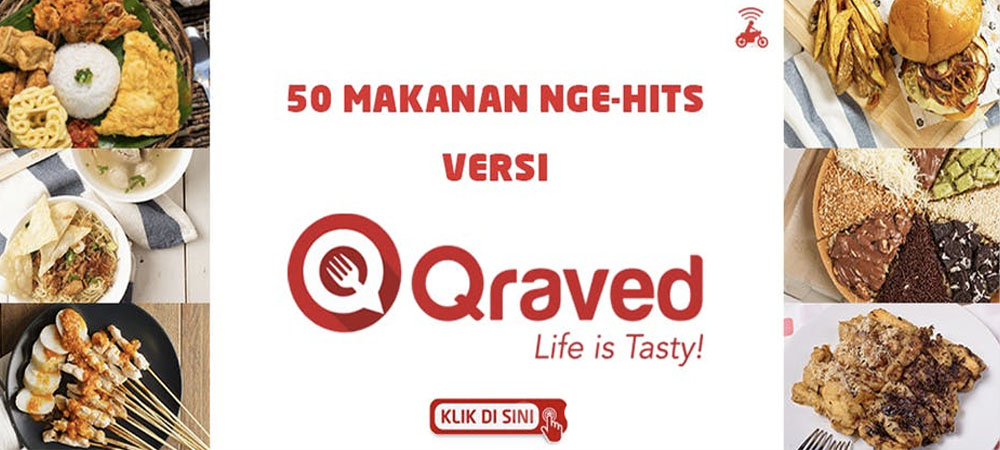 50 MAKANAN NGE-HITS
VERSI
Qraved
Life is Tasty!
KLIK DI SINI